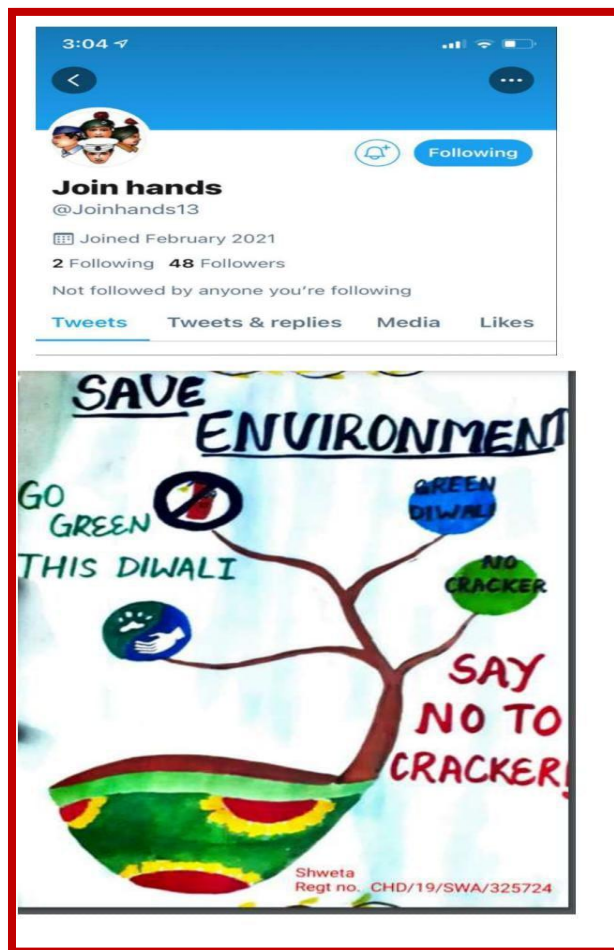 3:04
Join hands
@Joinhands13
Following
Joined February 2021
2 Following 48 Followers
Not followed by anyone you're following
Tweets Tweets & replies Media Likes
SAVE
ENVIRONMENT
GO
GREEN
THIS DIWALI
GREEN
DIWALI
NO
CRACKER
SAY
NO TO
CRACKER!
Shweta
Regt no. CHD/19/SWA/325724